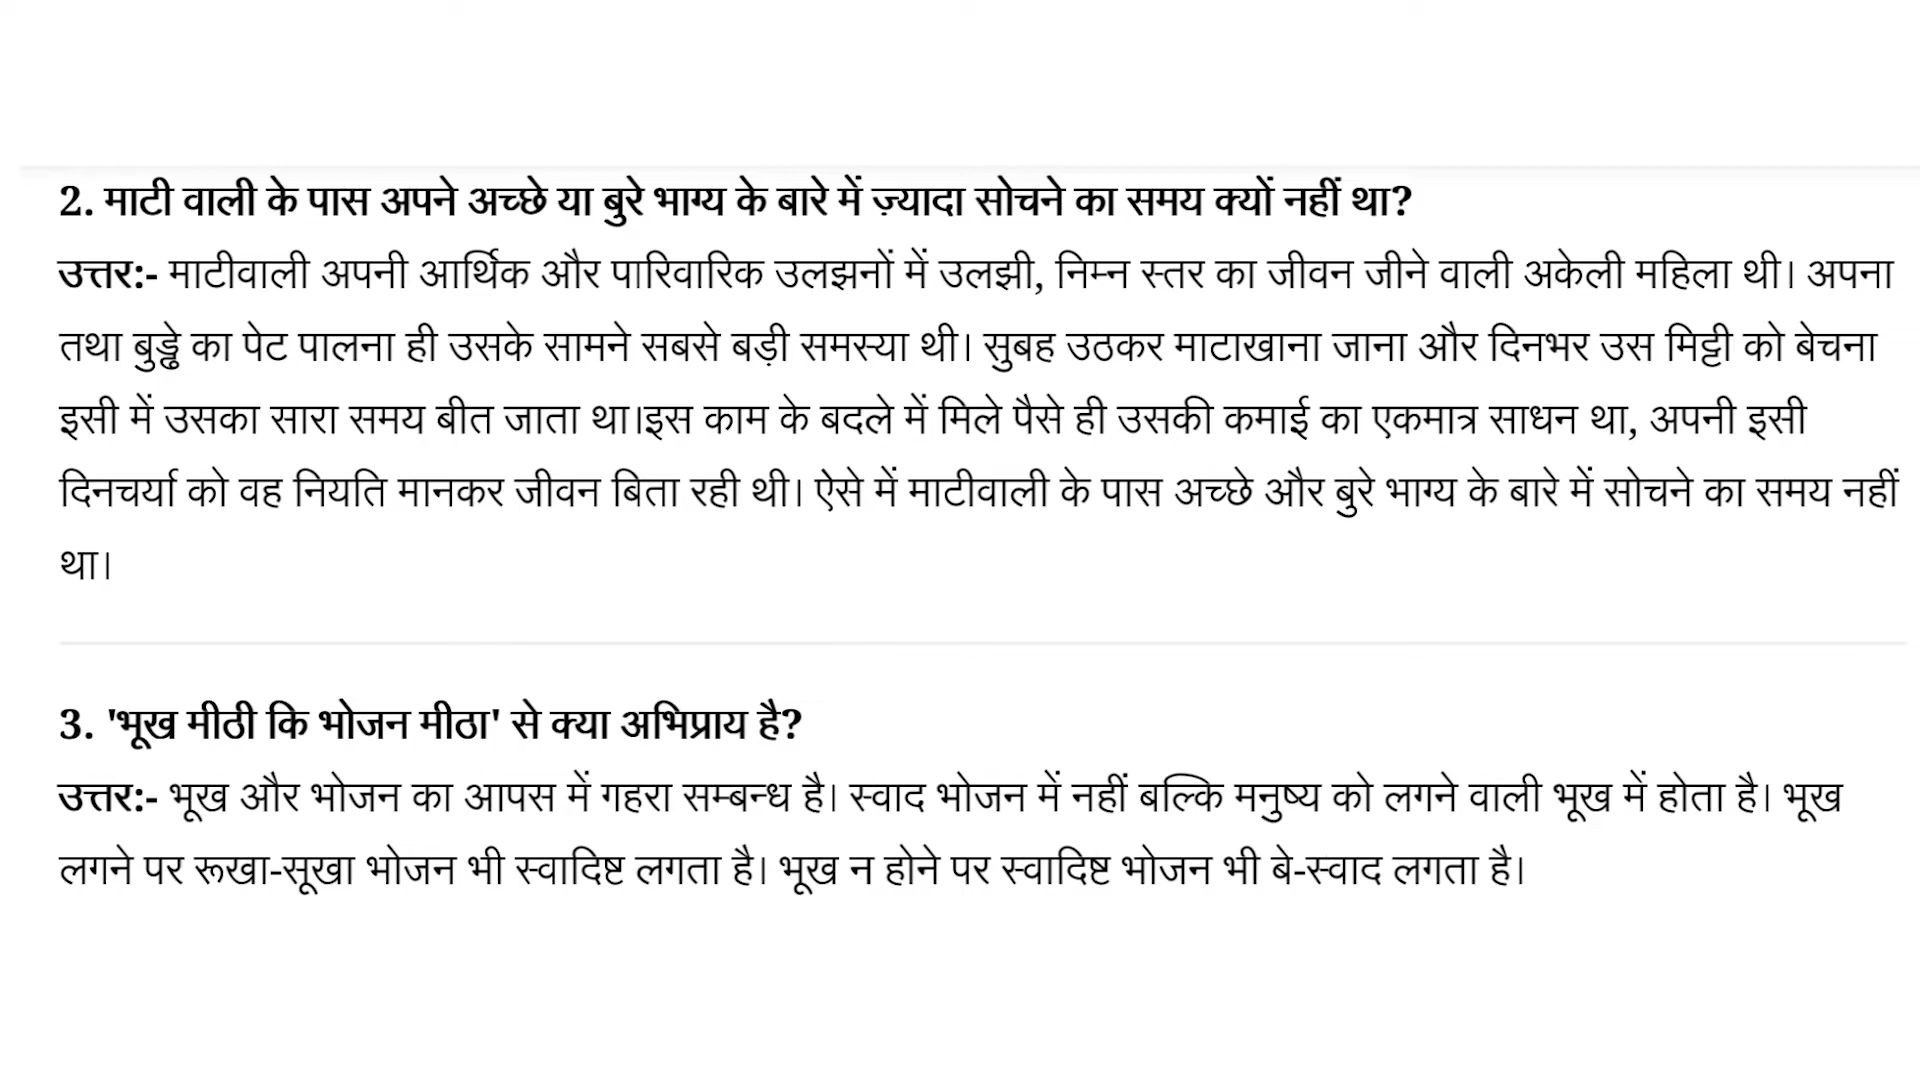 2. माटी वाली के पास अपने अच्छे या बुरे भाग्य के बारे में ज़्यादा सोचने का समय क्यों नहीं था?
उत्तर:- माटीवाली अपनी आर्थिक और पारिवारिक उलझनों में उलझी, निम्न स्तर का जीवन जीने वाली अकेली महिला थी। अपना
तथा बुड्ढे का पेट पालना ही उसके सामने सबसे बड़ी समस्या थी। सुबह उठकर माटाखाना जाना और दिनभर उस मिट्टी को बेचना
इसी में उसका सारा समय बीत जाता था।इस काम के बदले में मिले पैसे ही उसकी कमाई का एकमात्र साधन था, अपनी इसी
दिनचर्या को वह नियति मानकर जीवन बिता रही थी। ऐसे में माटीवाली के पास अच्छे और बुरे भाग्य के बारे में सोचने का समय नहीं
था।
3. 'भूख मीठी कि भोजन मीठा' से क्या अभिप्राय है?
उत्तर:- भूख और भोजन का आपस में गहरा सम्बन्ध है। स्वाद भोजन में नहीं बल्कि मनुष्य को लगने वाली भूख में होता है। भूख
लगने पर रूखा-सूखा भोजन भी स्वादिष्ट लगता है। भूख न होने पर स्वादिष्ट भोजन भी बे-स्वाद लगता है।